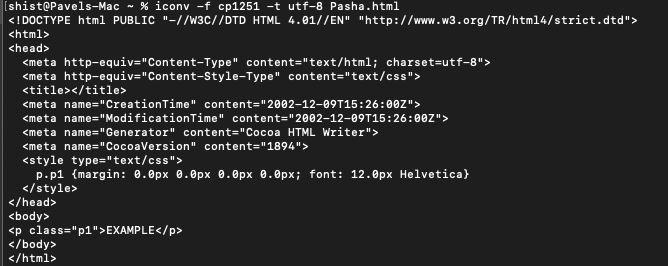 [shist@Pavels-Mac ~ % iconv -f cp1251 -t utf-8 Pasha.html
<!DOCTYPE html PUBLIC "-//W3C//DTD HTML 4.01//EN" "http://www.w3.org/TR/html4/strict.dtd">
<html>
<head>
  <meta http-equiv="Content-Type" content="text/html; charset=utf-8">
  <meta http-equiv="Content-Style-Type" content="text/css">
  <title></title>
  <meta name="CreationTime" content="2002-12-09T15:26:00Z">
  <meta name="ModificationTime" content="2002-12-09T15:26:00Z">
  <meta name="Generator" content="Cocoa HTML Writer">
  <meta name="CocoaVersion" content="1894">
  <style type="text/css">
    p.p1 {margin: 0.0px 0.0px 0.0px 0.0px; font: 12.0px Helvetica}
  </style>
</head>
<body>
<p class="p1">EXAMPLE</p>
</body>
</html>